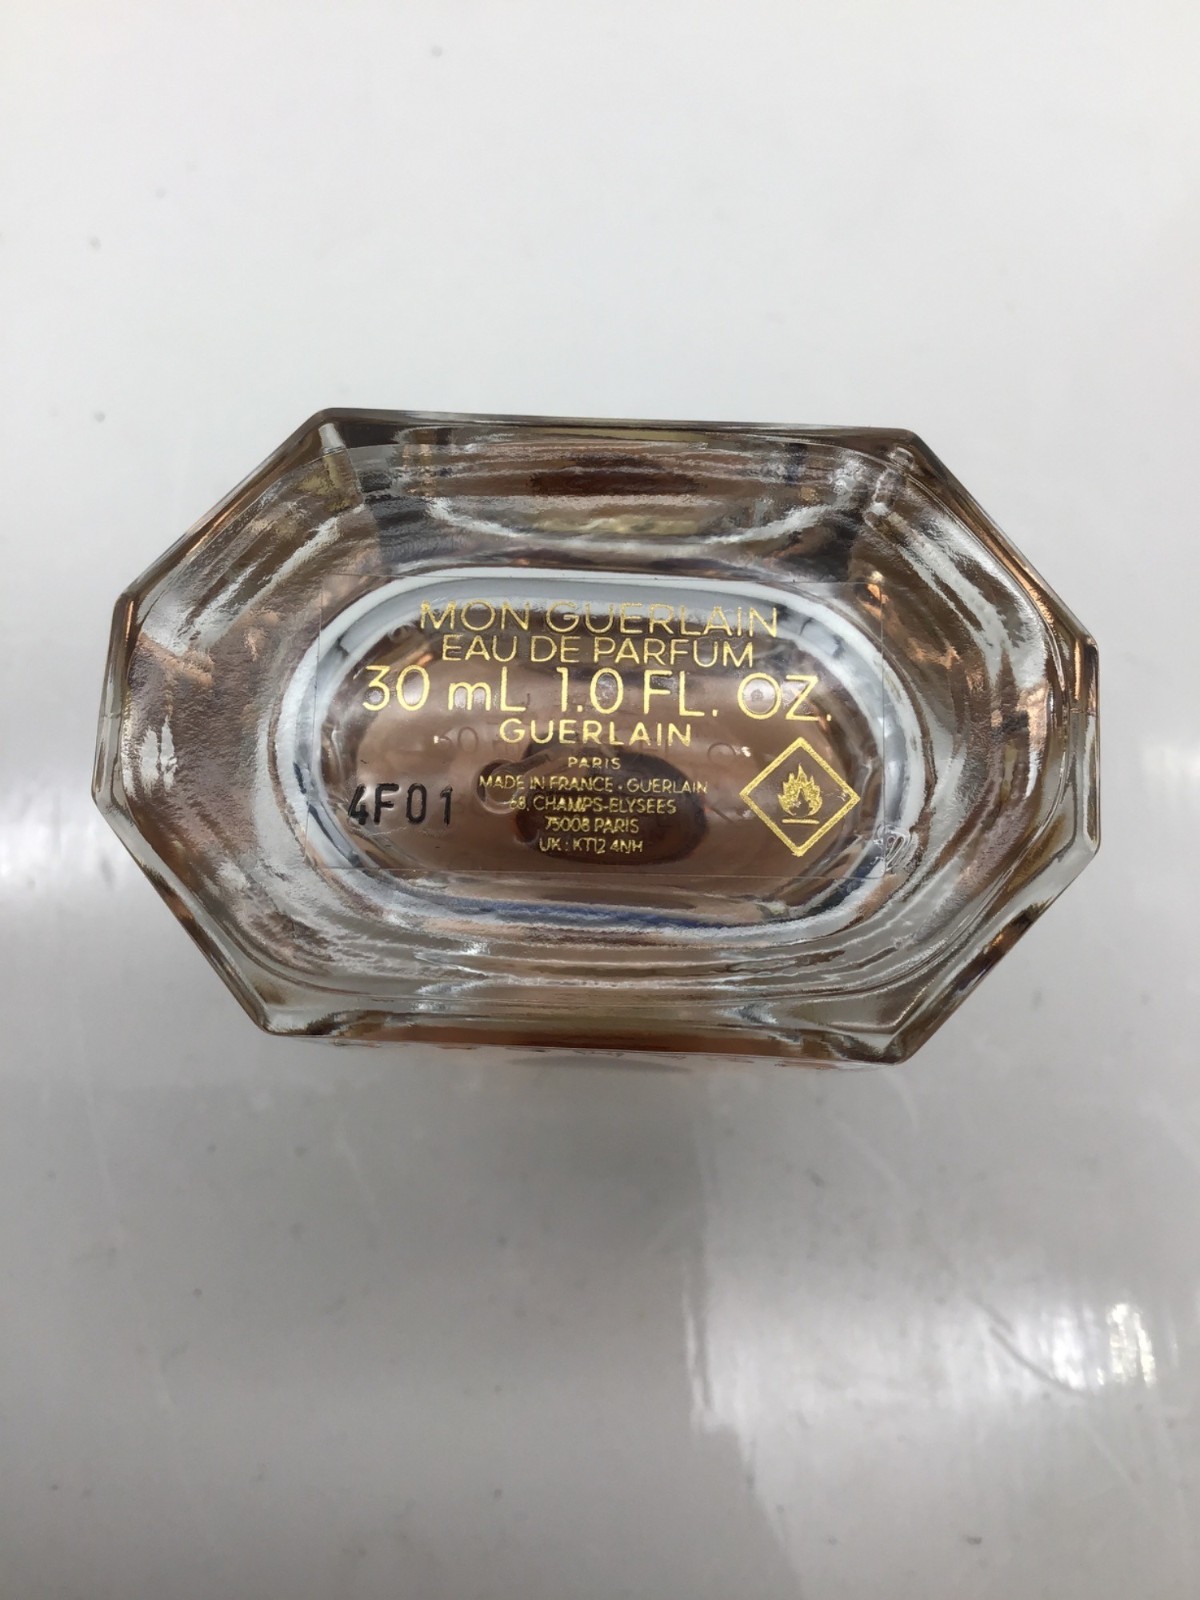 MON GUERLAIN
EAU DE PARFUM
30 mL 1.0 FL. OZ.
GUERLAIN
PARIS
MADE IN FRANCE - GUERLAIN
68, CHAMPS-ELYSEES
75008 PARIS
UK : KT12 4NH
4F01